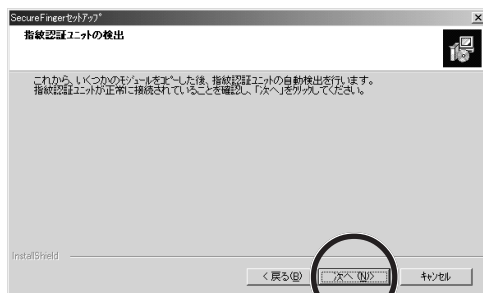 SecureFingerセットアップ
指紋認証ユニットの検出
これから、いくつかのモジュールをコピーした後、指紋認証ユニットの自動検出を行います。
指紋認証ユニットが正常に接続されていることを確認し、「次へ」をクリックしてください。
InstallShield
< 戻る(B)
次へ (N)>
キャンセル